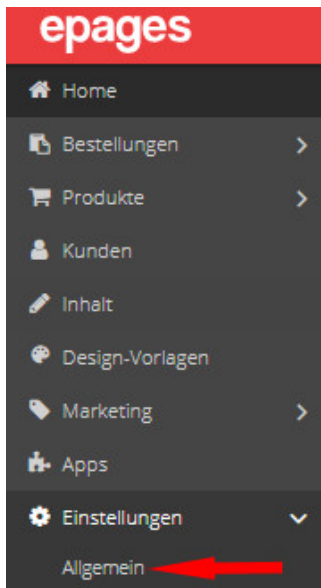 epages
Home
Bestellungen
Produkte
Kunden
Inhalt
Design-Vorlagen
Marketing
Apps
Einstellungen
Allgemein